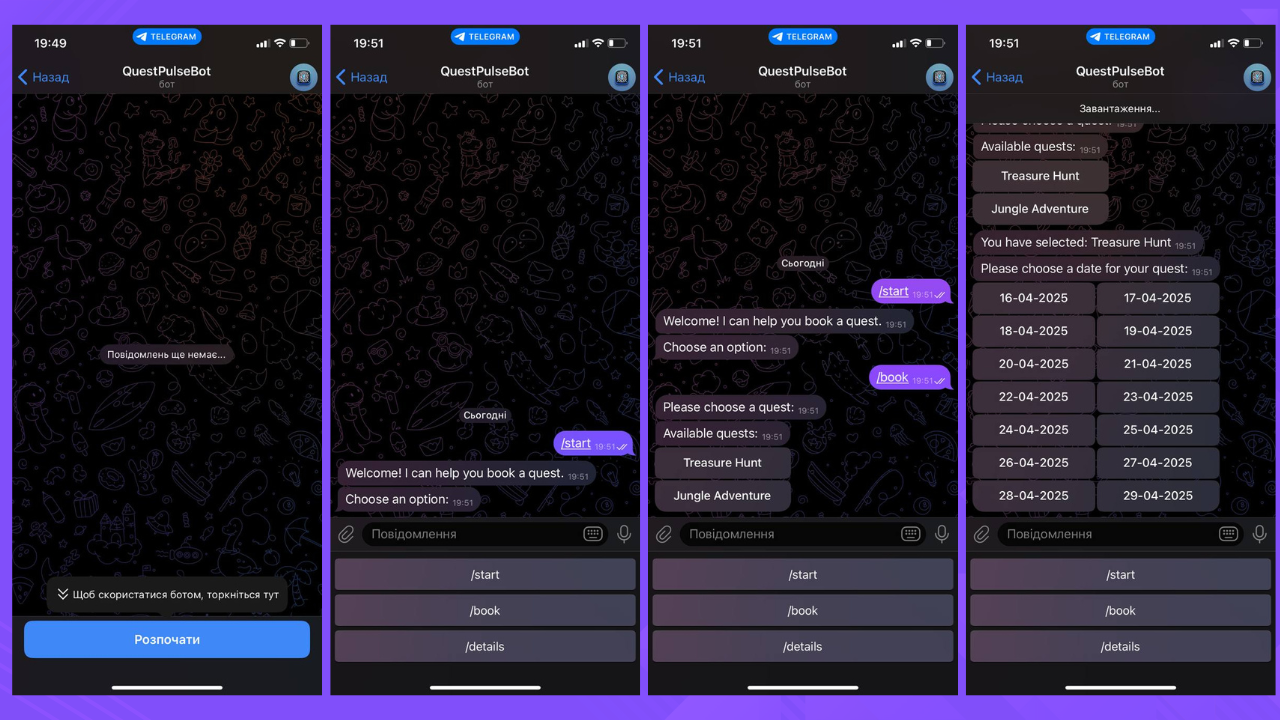 19:49
TELEGRAM
Назад
QuestPulseBot
бот
Повідомлень ще немає...
Щоб скористатися ботом, торкніться тут
Розпочати
19:51
TELEGRAM
Назад
QuestPulseBot
бот
Сьогодні
/start 19:51
Welcome! I can help you book a quest. 19:51
Choose an option: 19:51
Повідомлення
/start
/book
/details
19:51
TELEGRAM
Назад
QuestPulseBot
бот
Сьогодні
/start 19:51
Welcome! I can help you book a quest. 19:51
Choose an option: 19:51
/book 19:51
Please choose a quest: 19:51
Available quests: 19:51
Treasure Hunt
Jungle Adventure
Повідомлення
/start
/book
/details
19:51
TELEGRAM
Назад
QuestPulseBot
бот
Завантаження...
Please choose a quest: 19:51
Available quests: 19:51
Treasure Hunt
Jungle Adventure
You have selected: Treasure Hunt 19:51
Please choose a date for your quest: 19:51
16-04-2025 17-04-2025
18-04-2025 19-04-2025
20-04-2025 21-04-2025
22-04-2025 23-04-2025
24-04-2025 25-04-2025
26-04-2025 27-04-2025
28-04-2025 29-04-2025
Повідомлення
/start
/book
/details